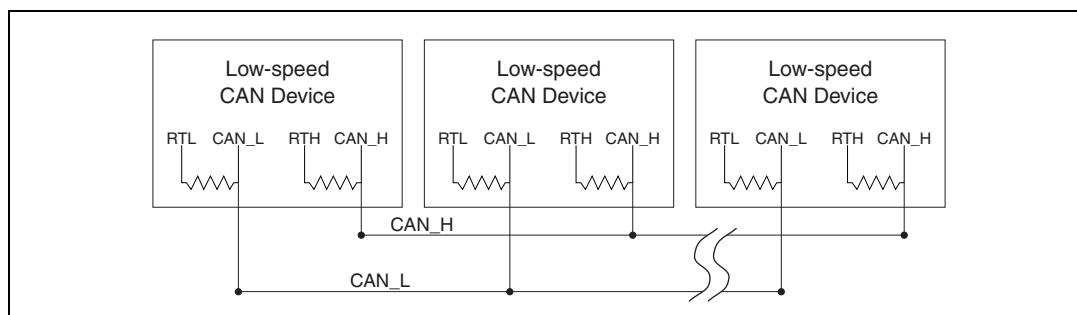 Low-speed
CAN Device
RTL CAN_L RTH CAN_H
Low-speed
CAN Device
RTL CAN_L RTH CAN_H
Low-speed
CAN Device
RTL CAN_L RTH CAN_H
CAN_H
CAN_L